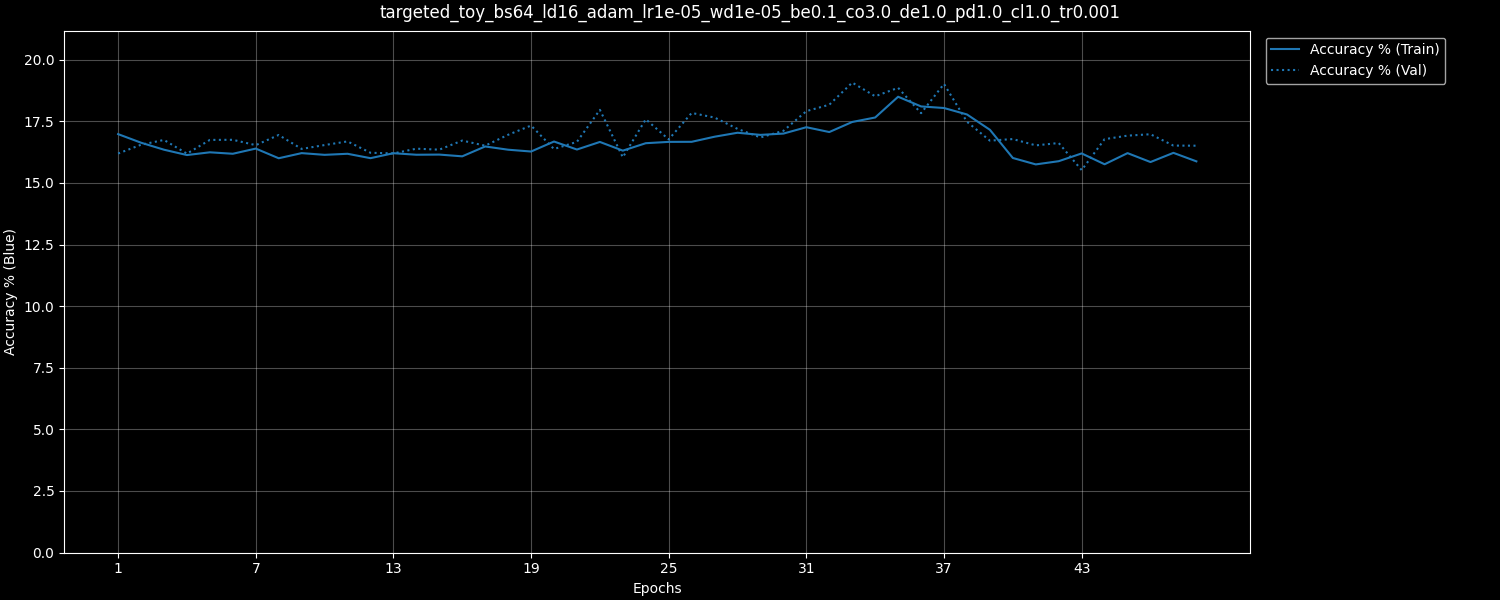 targeted_toy_bs64_ld16_adam_lr1e-05_wd1e-05_be0.1_co3.0_de1.0_pd1.0_cl1.0_tr0.001
Accuracy % (Train)
Accuracy % (Val)
20.0
17.5
15.0
12.5
10.0
7.5
5.0
2.5
0.0
Accuracy % (Blue)
1 7 13 19 25 31 37 43
Epochs